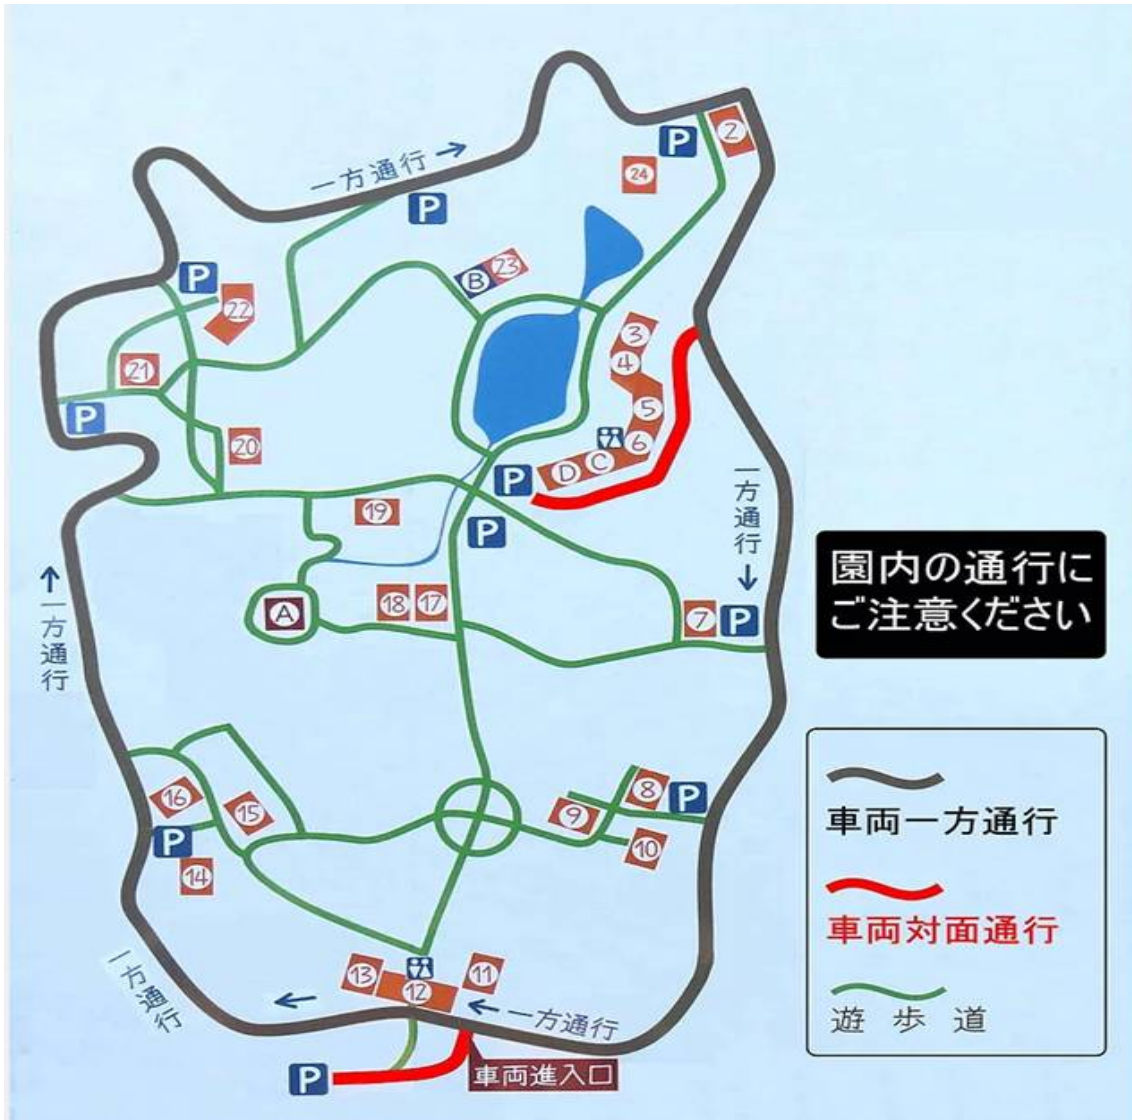 一方通行
P
2
P
24
P
B
23
P
22
3
4
21
5
P
20
6
C
D
P
19
P
一方通行
園内の通行に
ご注意ください
A
18
17
7
P
一方通行
16
15
9
8
P
P
14
10
車両一方通行
車両対面通行
遊歩道
一方通行
13
12
11
一方通行
P
車両進入口